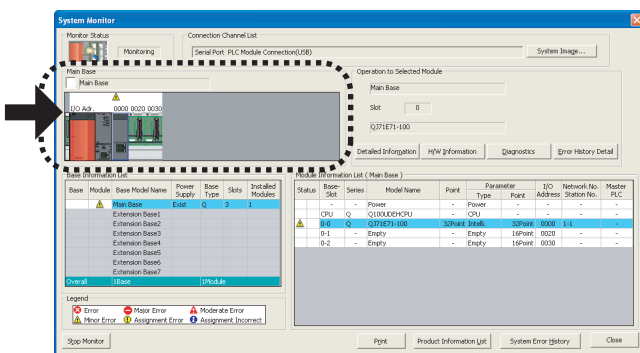 System Monitor
Monitor Status
Monitoring
Connection Channel List
Serial Port PLC Module Connection(USB)
System Image...
Main Base
Main Base
I/O Adr. 0000 0020 0030
Operation to Selected Module
Main Base
Slot 0
QJ71E71-100
Detailed Information H/W Information Diagnostics Error History Detail
Base Information List
Base Module Base Model Name Power Supply Base Type Slots Installed Modules
Main Base Exist Q 3 1
Extension Base1
Extension Base2
Extension Base3
Extension Base4
Extension Base5
Extension Base6
Extension Base7
Overall 1Base 1Module
Module Information List ( Main Base )
Status Base-Slot Series Model Name Point Parameter Type Point I/O Address Network No. Station No. Master PLC
- - Power - Power - - - -
CPU Q Q100UDEHCPU - CPU - - - -
0-0 Q QJ71E71-100 32Point Intelli. 32Point 0000 1-1
0-1 - Empty - Empty 16Point 0020 - -
0-2 - Empty - Empty 16Point 0030 - -
Legend
Error Major Error Moderate Error
Minor Error Assignment Error Assignment Incorrect
Stop Monitor
Print Product Information List System Error History Close